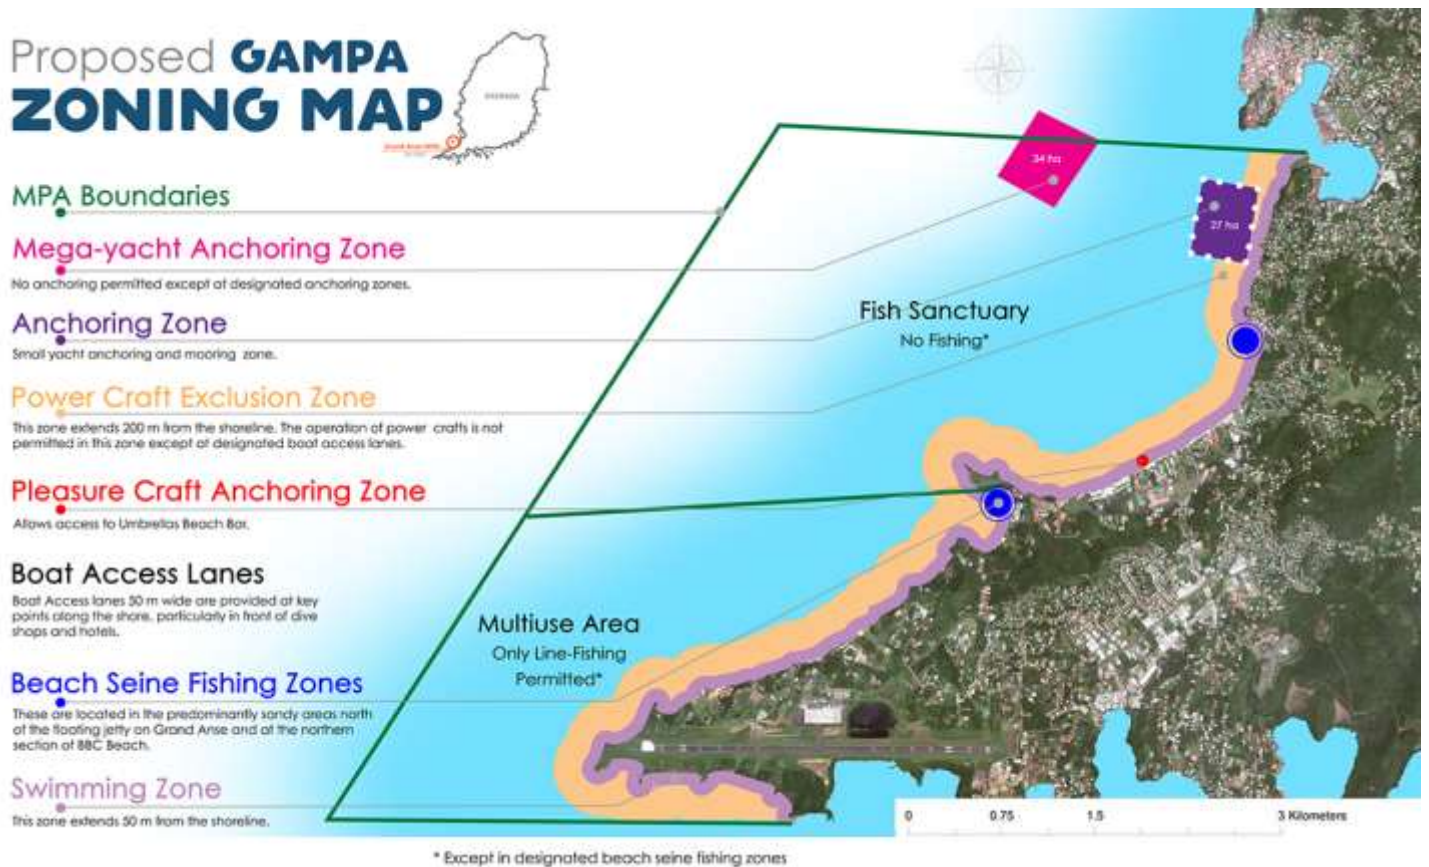 Proposed GAMPA
ZONING MAP
GRENADA
MPA Boundaries
Mega-yacht Anchoring Zone
No anchoring permitted except at designated anchoring zones.
Anchoring Zone
Small yacht anchoring and mooring zone.
Power Craft Exclusion Zone
This zone extends 200 m from the shoreline. The operation of power crafts is not
permitted in this zone except at designated boat access lanes.
Pleasure Craft Anchoring Zone
Allows access to Umbrellas Beach Bar.
Boat Access Lanes
Boat Access lanes 50 m wide are provided at key
points along the shore, particularly in front of dive
shops and hotels.
Beach Seine Fishing Zones
These are located in the predominantly sandy areas north
of the floating jetty on Grand Anse and at the northern
section of BBC Beach.
Swimming Zone
This zone extends 50 m from the shoreline.
34 ha
27 ha
Fish Sanctuary
No Fishing*
Multiuse Area
Only Line-Fishing
Permitted*
0 0.75 1.5 3 Kilometers
* Except in designated beach seine fishing zones